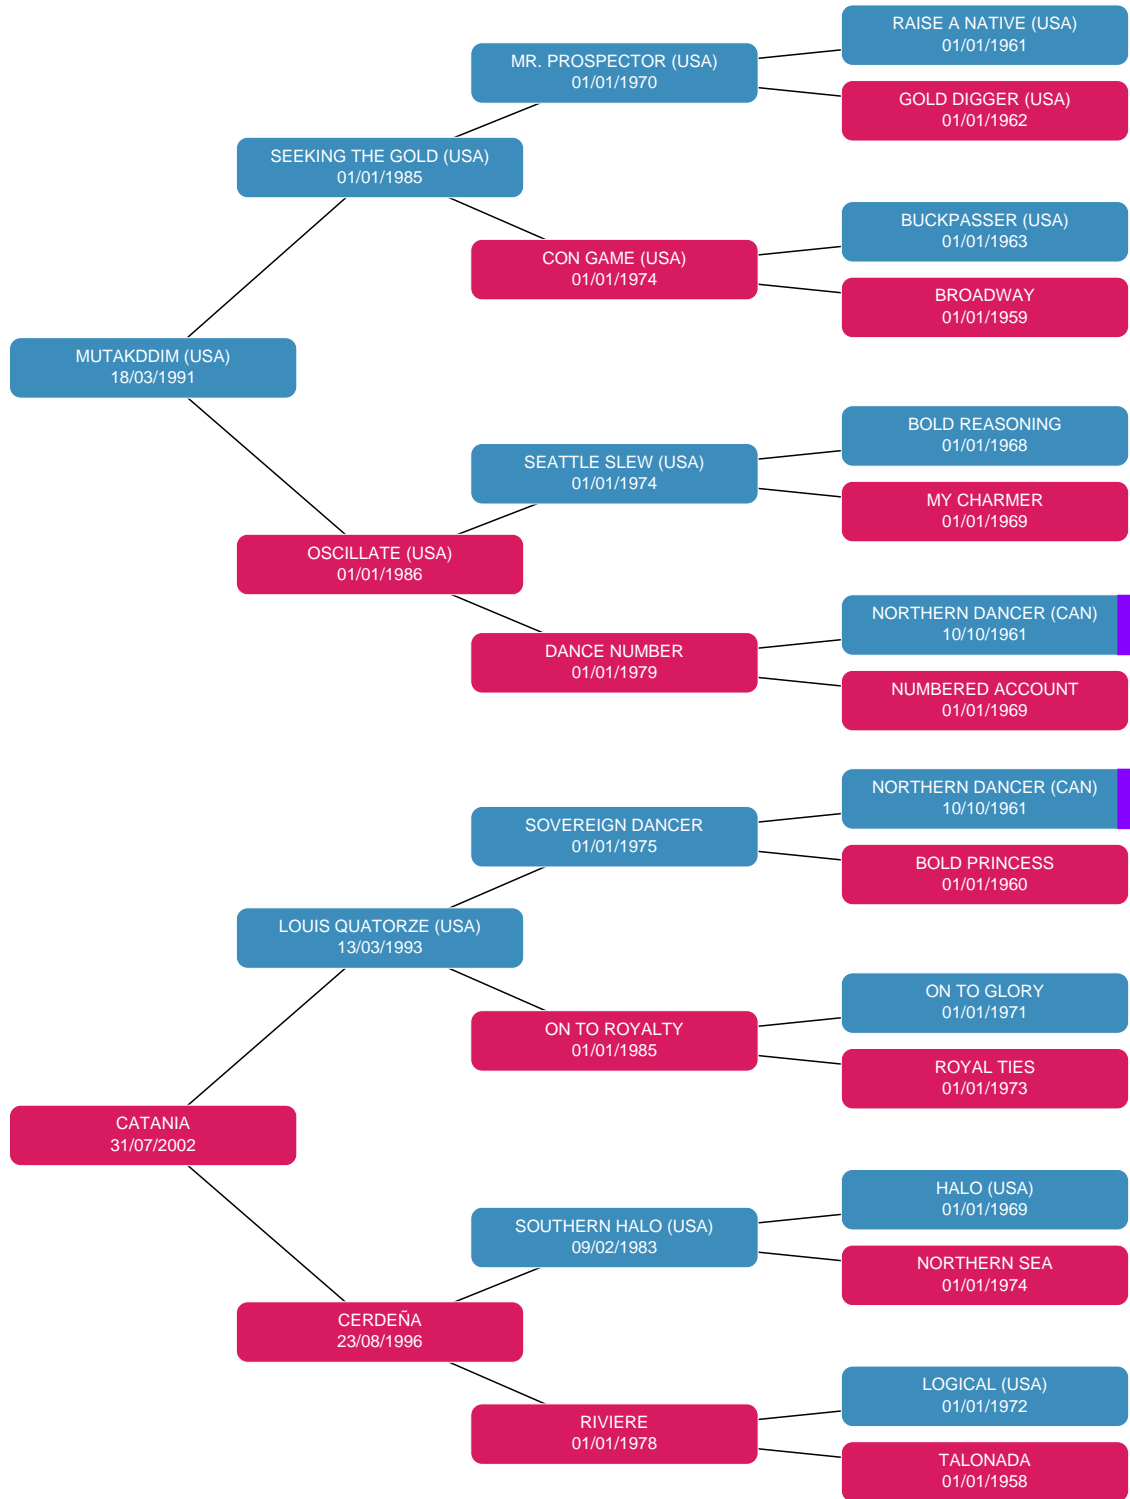 RAISE A NATIVE (USA)
01/01/1961
MR. PROSPECTOR (USA)
01/01/1970
GOLD DIGGER (USA)
01/01/1962
SEEKING THE GOLD (USA)
01/01/1985
BUCKPASSER (USA)
01/01/1963
CON GAME (USA)
01/01/1974
BROADWAY
01/01/1959
MUTAKDDIM (USA)
18/03/1991
BOLD REASONING
01/01/1968
SEATTLE SLEW (USA)
01/01/1974
MY CHARMER
01/01/1969
OSCILLATE (USA)
01/01/1986
NORTHERN DANCER (CAN)
10/10/1961
DANCE NUMBER
01/01/1979
NUMBERED ACCOUNT
01/01/1969
NORTHERN DANCER (CAN)
10/10/1961
SOVEREIGN DANCER
01/01/1975
BOLD PRINCESS
01/01/1960
LOUIS QUATORZE (USA)
13/03/1993
ON TO GLORY
01/01/1971
ON TO ROYALTY
01/01/1985
ROYAL TIES
01/01/1973
CATANIA
31/07/2002
HALO (USA)
01/01/1969
SOUTHERN HALO (USA)
09/02/1983
NORTHERN SEA
01/01/1974
CERDEÑA
23/08/1996
LOGICAL (USA)
01/01/1972
RIVIERE
01/01/1978
TALONADA
01/01/1958